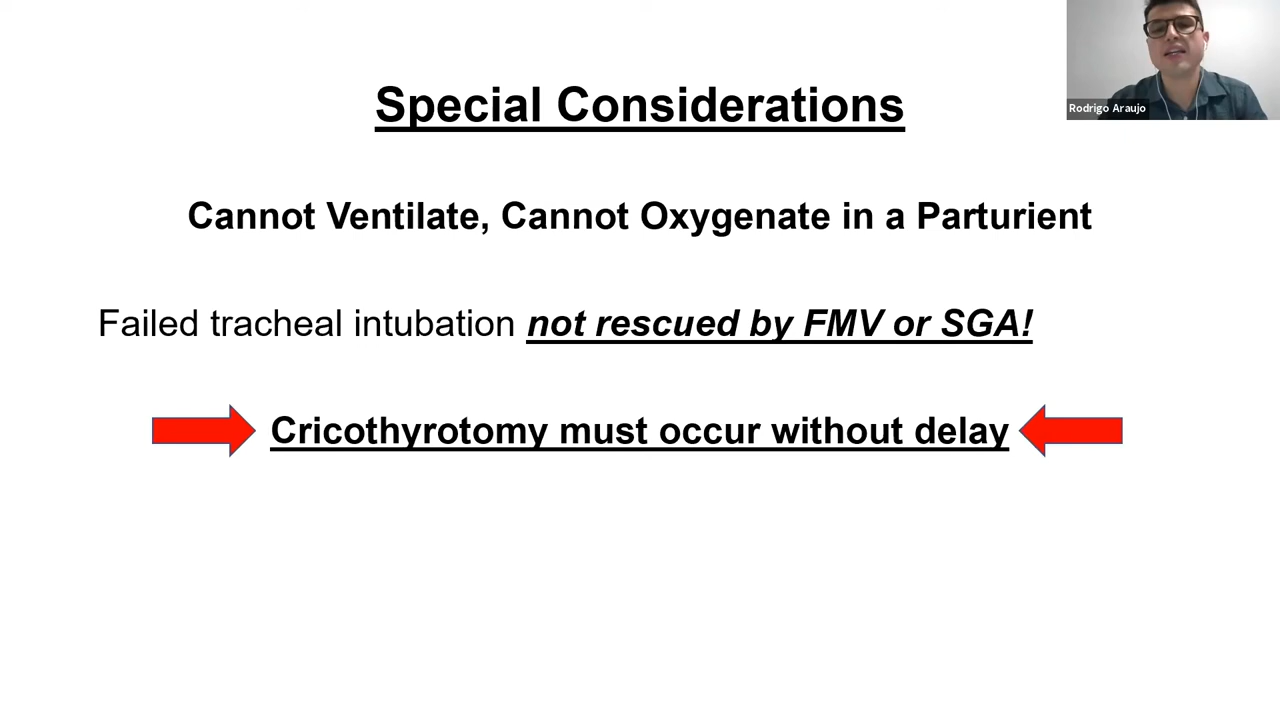 Special Considerations
Rodrigo Araujo
Cannot Ventilate, Cannot Oxygenate in a Parturient
Failed tracheal intubation not rescued by FMV or SGA!
Cricothyrotomy must occur without delay